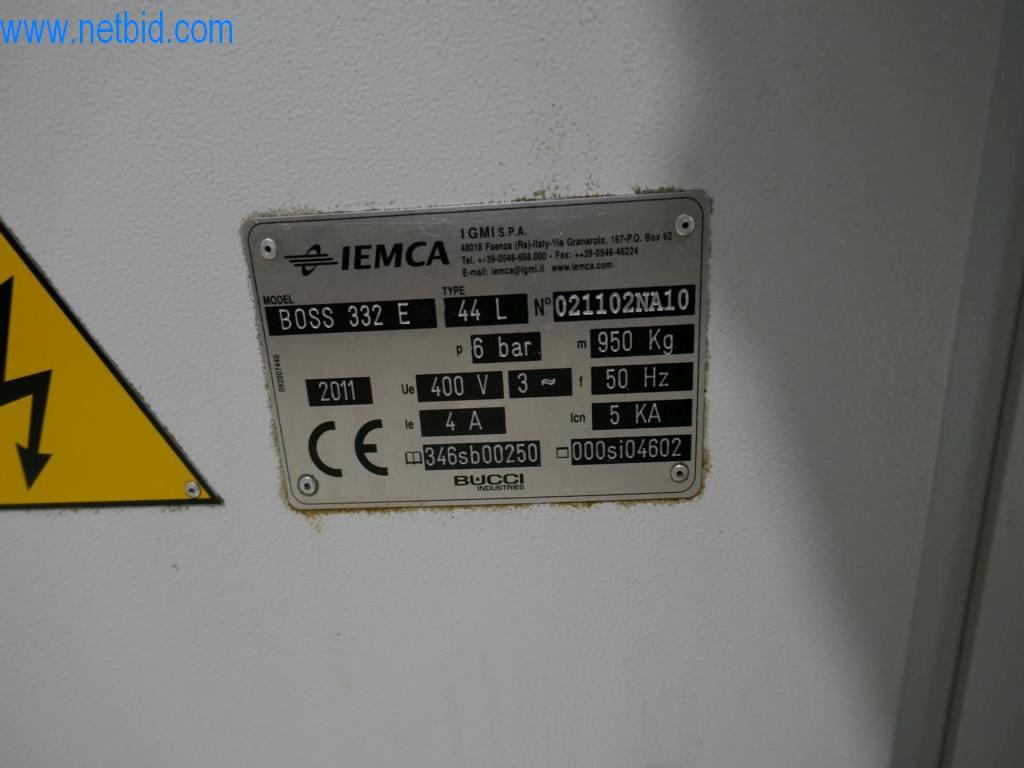 www.netbid.com
IEMCA
IGMI S.P.A.
48018 Faenza (Ra)-Italy-Via Granarolo, 167-P.O. Box 62
Tel. ++39-0546-698.000 - Fax: ++39-0546-46224
E-mail: iemca@igmi.it www.iemca.com
MODEL BOSS 332 E TYPE 44 L N° 021102NA10
p 6 bar m 950 Kg
092007440
2011 Ue 400 V 3 ~ f 50 Hz
Ie 4 A Icn 5 KA
CE
346sb00250 000si04602
BUCCI
INDUSTRIES